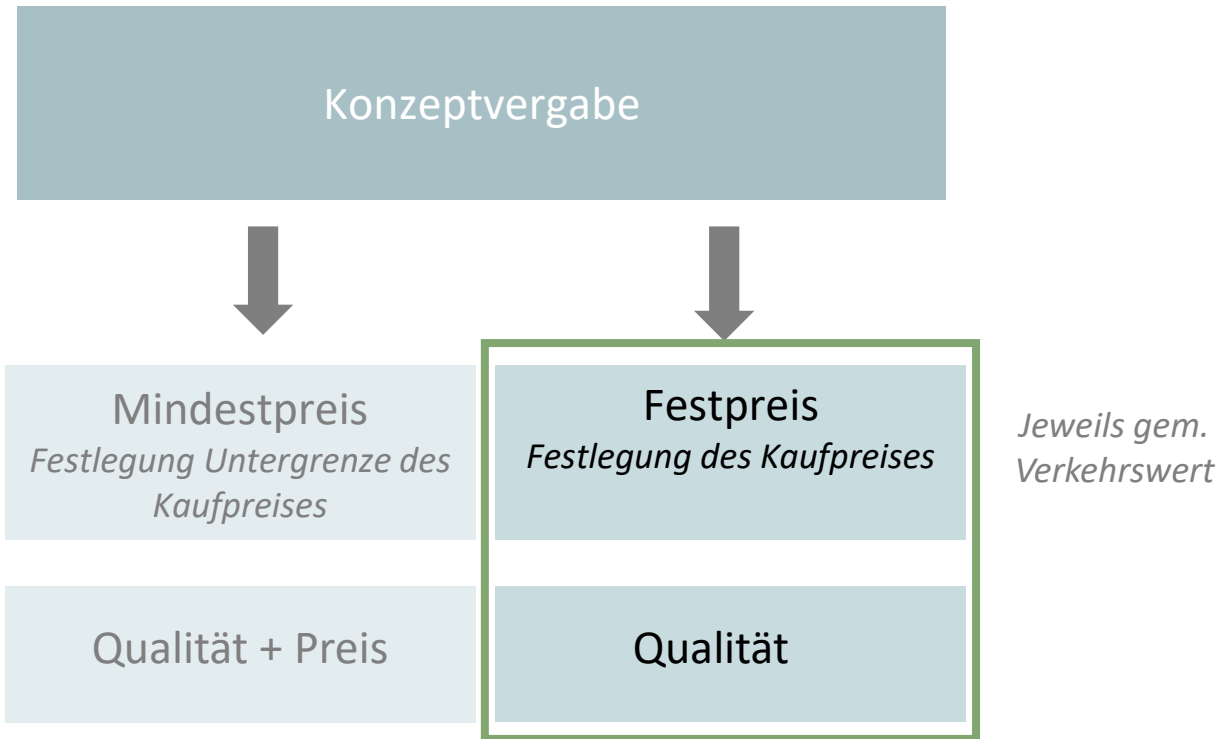 Konzeptvergabe
Mindestpreis
Festlegung Untergrenze des
Kaufpreises
Festpreis
Festlegung des Kaufpreises
Jeweils gem.
Verkehrswert
Qualität + Preis
Qualität